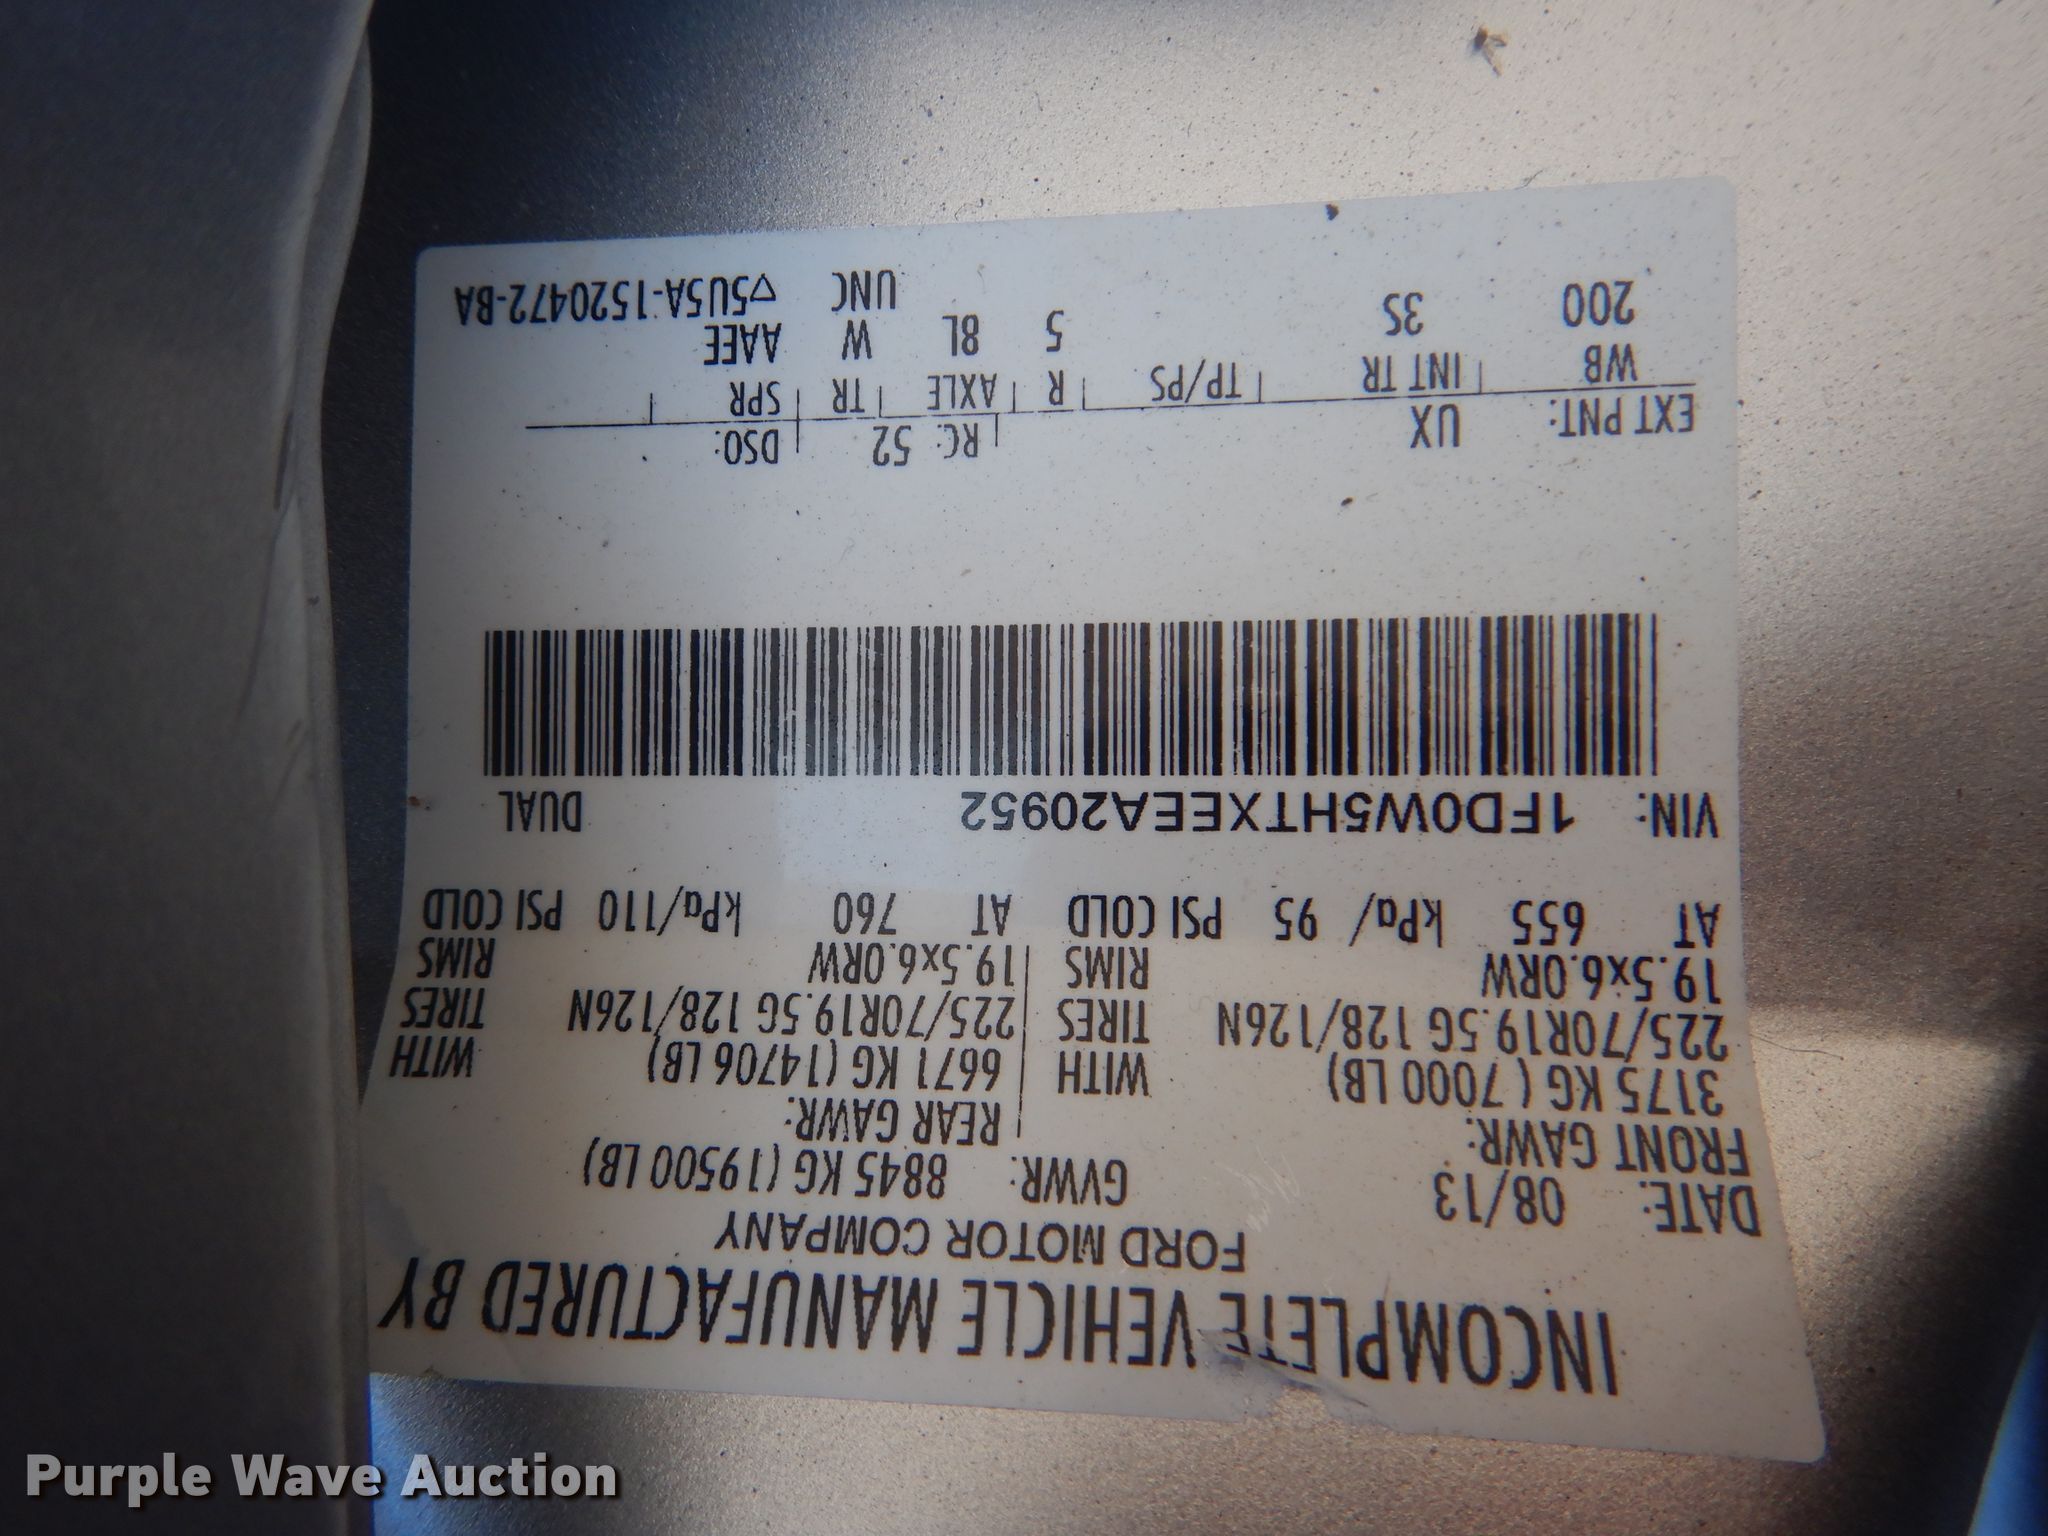 INCOMPLETE VEHICLE MANUFACTURED BY
FORD MOTOR COMPANY
DATE: 08/13 GVWR: 8845 KG (19500 LB)
FRONT GAWR: REAR GAWR:
3175 KG (7000 LB) WITH 6671 KG (14706 LB) WITH
225/70R19.5G 128/126N TIRES 225/70R19.5G 128/126N TIRES
19.5x6.0RW RIMS 19.5x6.0RW RIMS
AT 655 kPa/ 95 PSI COLD AT 760 kPa/110 PSI COLD
VIN: 1FD0W5HTXEEA20952 DUAL
EXT PNT: UX RC: 52 DSO:
WB INT TR TP/PS R AXLE TR SPR
200 3S 5 8L W AAEE
UNC ▽5U5A-1520472-BA
Purple Wave Auction